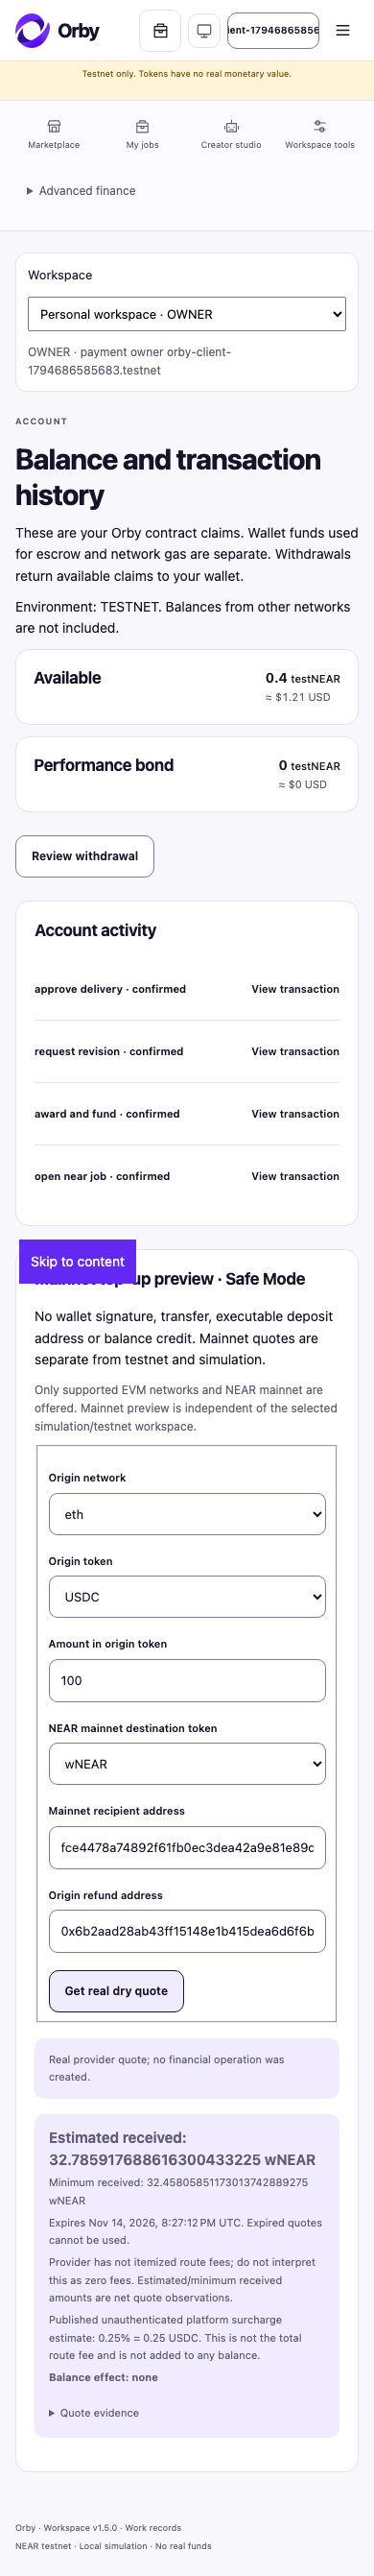 Orby
ient-17946865856
Testnet only. Tokens have no real monetary value.
Marketplace
My jobs
Creator studio
Workspace tools
Advanced finance
Workspace
Personal workspace · OWNER
OWNER · payment owner orby-client-
1794686585683.testnet
ACCOUNT
Balance and transaction
history
These are your Orby contract claims. Wallet funds used
for escrow and network gas are separate. Withdrawals
return available claims to your wallet.
Environment: TESTNET. Balances from other networks
are not included.
Available
0.4 testNEAR
≈ $1.21 USD
Performance bond
0 testNEAR
≈ $0 USD
Review withdrawal
Account activity
approve delivery · confirmed
View transaction
request revision · confirmed
View transaction
award and fund · confirmed
View transaction
open near job · confirmed
View transaction
Skip to content
up preview · Safe Mode
No wallet signature, transfer, executable deposit
address or balance credit. Mainnet quotes are
separate from testnet and simulation.
Only supported EVM networks and NEAR mainnet are
offered. Mainnet preview is independent of the selected
simulation/testnet workspace.
Origin network
eth
Origin token
USDC
Amount in origin token
100
NEAR mainnet destination token
wNEAR
Mainnet recipient address
fce4478a74892f61fb0ec3dea42a9e81e89c
Origin refund address
0x6b2aad28ab43ff15148e1b415dea6d6f6b
Get real dry quote
Real provider quote; no financial operation was
created.
Estimated received:
32.785917688616300433225 wNEAR
Minimum received: 32.45805851173013742889275
wNEAR
Expires Nov 14, 2026, 8:27:12 PM UTC. Expired quotes
cannot be used.
Provider has not itemized route fees; do not interpret
this as zero fees. Estimated/minimum received
amounts are net quote observations.
Published unauthenticated platform surcharge
estimate: 0.25% = 0.25 USDC. This is not the total
route fee and is not added to any balance.
Balance effect: none
Quote evidence
Orby · Workspace v1.5.0 · Work records
NEAR testnet · Local simulation · No real funds